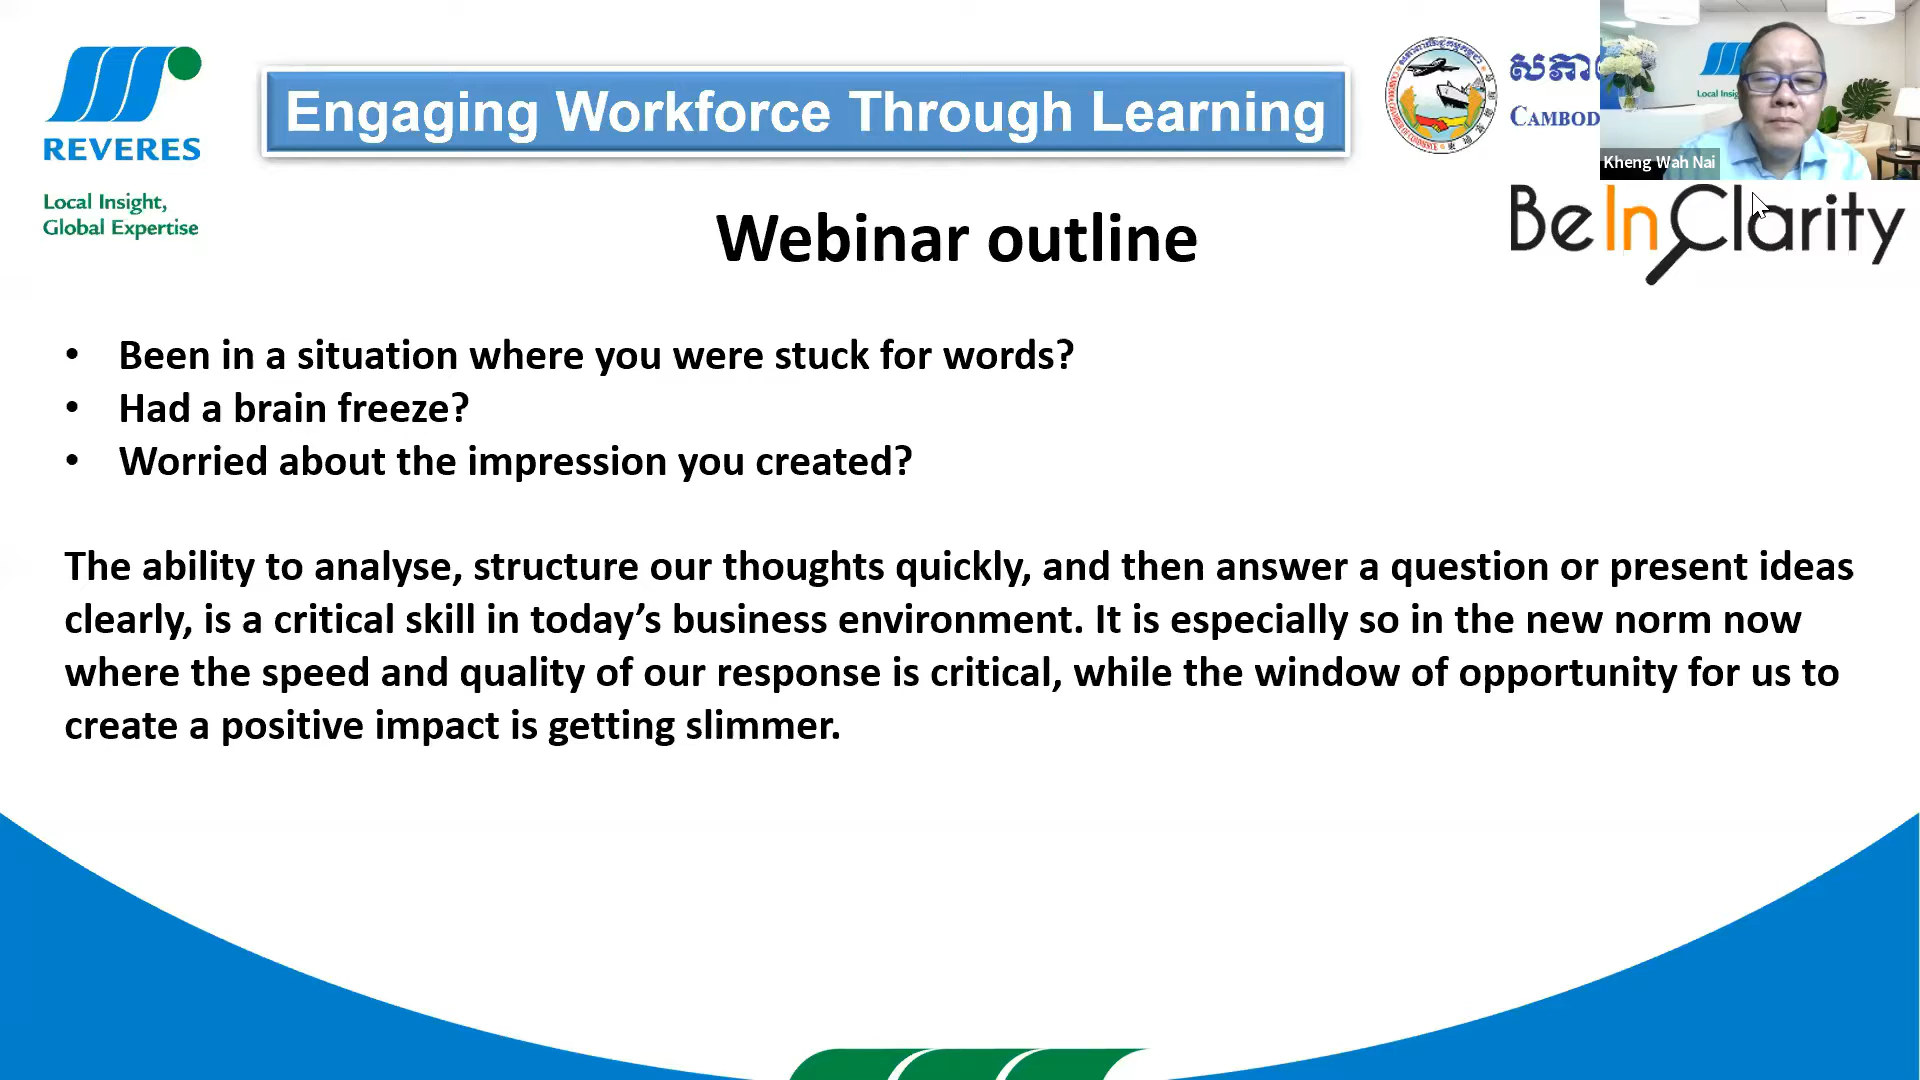 REVERES
Local Insight,
Global Expertise
Engaging Workforce Through Learning
CAMBOD
Local Insig
Kheng Wah Nai
BeInClarity
Webinar outline
• Been in a situation where you were stuck for words?
• Had a brain freeze?
• Worried about the impression you created?
The ability to analyse, structure our thoughts quickly, and then answer a question or present ideas
clearly, is a critical skill in today’s business environment. It is especially so in the new norm now
where the speed and quality of our response is critical, while the window of opportunity for us to
create a positive impact is getting slimmer.